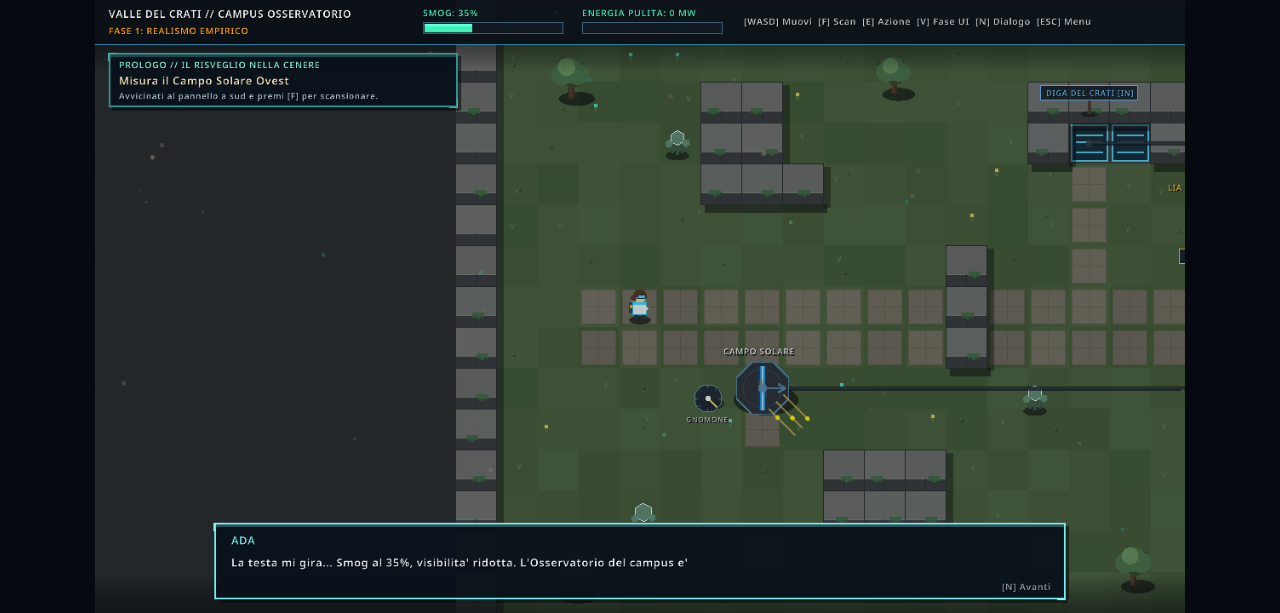 VALLE DEL CRATI // CAMPUS OSSERVATORIO
FASE 1: REALISMO EMPIRICO
SMOG: 35%
ENERGIA PULITA: 0 MW
[WASD] Muovi [F] Scan [E] Azione [V] Fase UI [N] Dialogo [ESC] Menu
PROLOGO // IL RISVEGLIO NELLA CENERE
Misura il Campo Solare Ovest
Avvicinati al pannello a sud e premi [F] per scansionare.
DIGA DEL CRATI [IN]
LIA
CAMPO SOLARE
GNOMONE
ADA
La testa mi gira... Smog al 35%, visibilita' ridotta. L'Osservatorio del campus e'
[N] Avanti